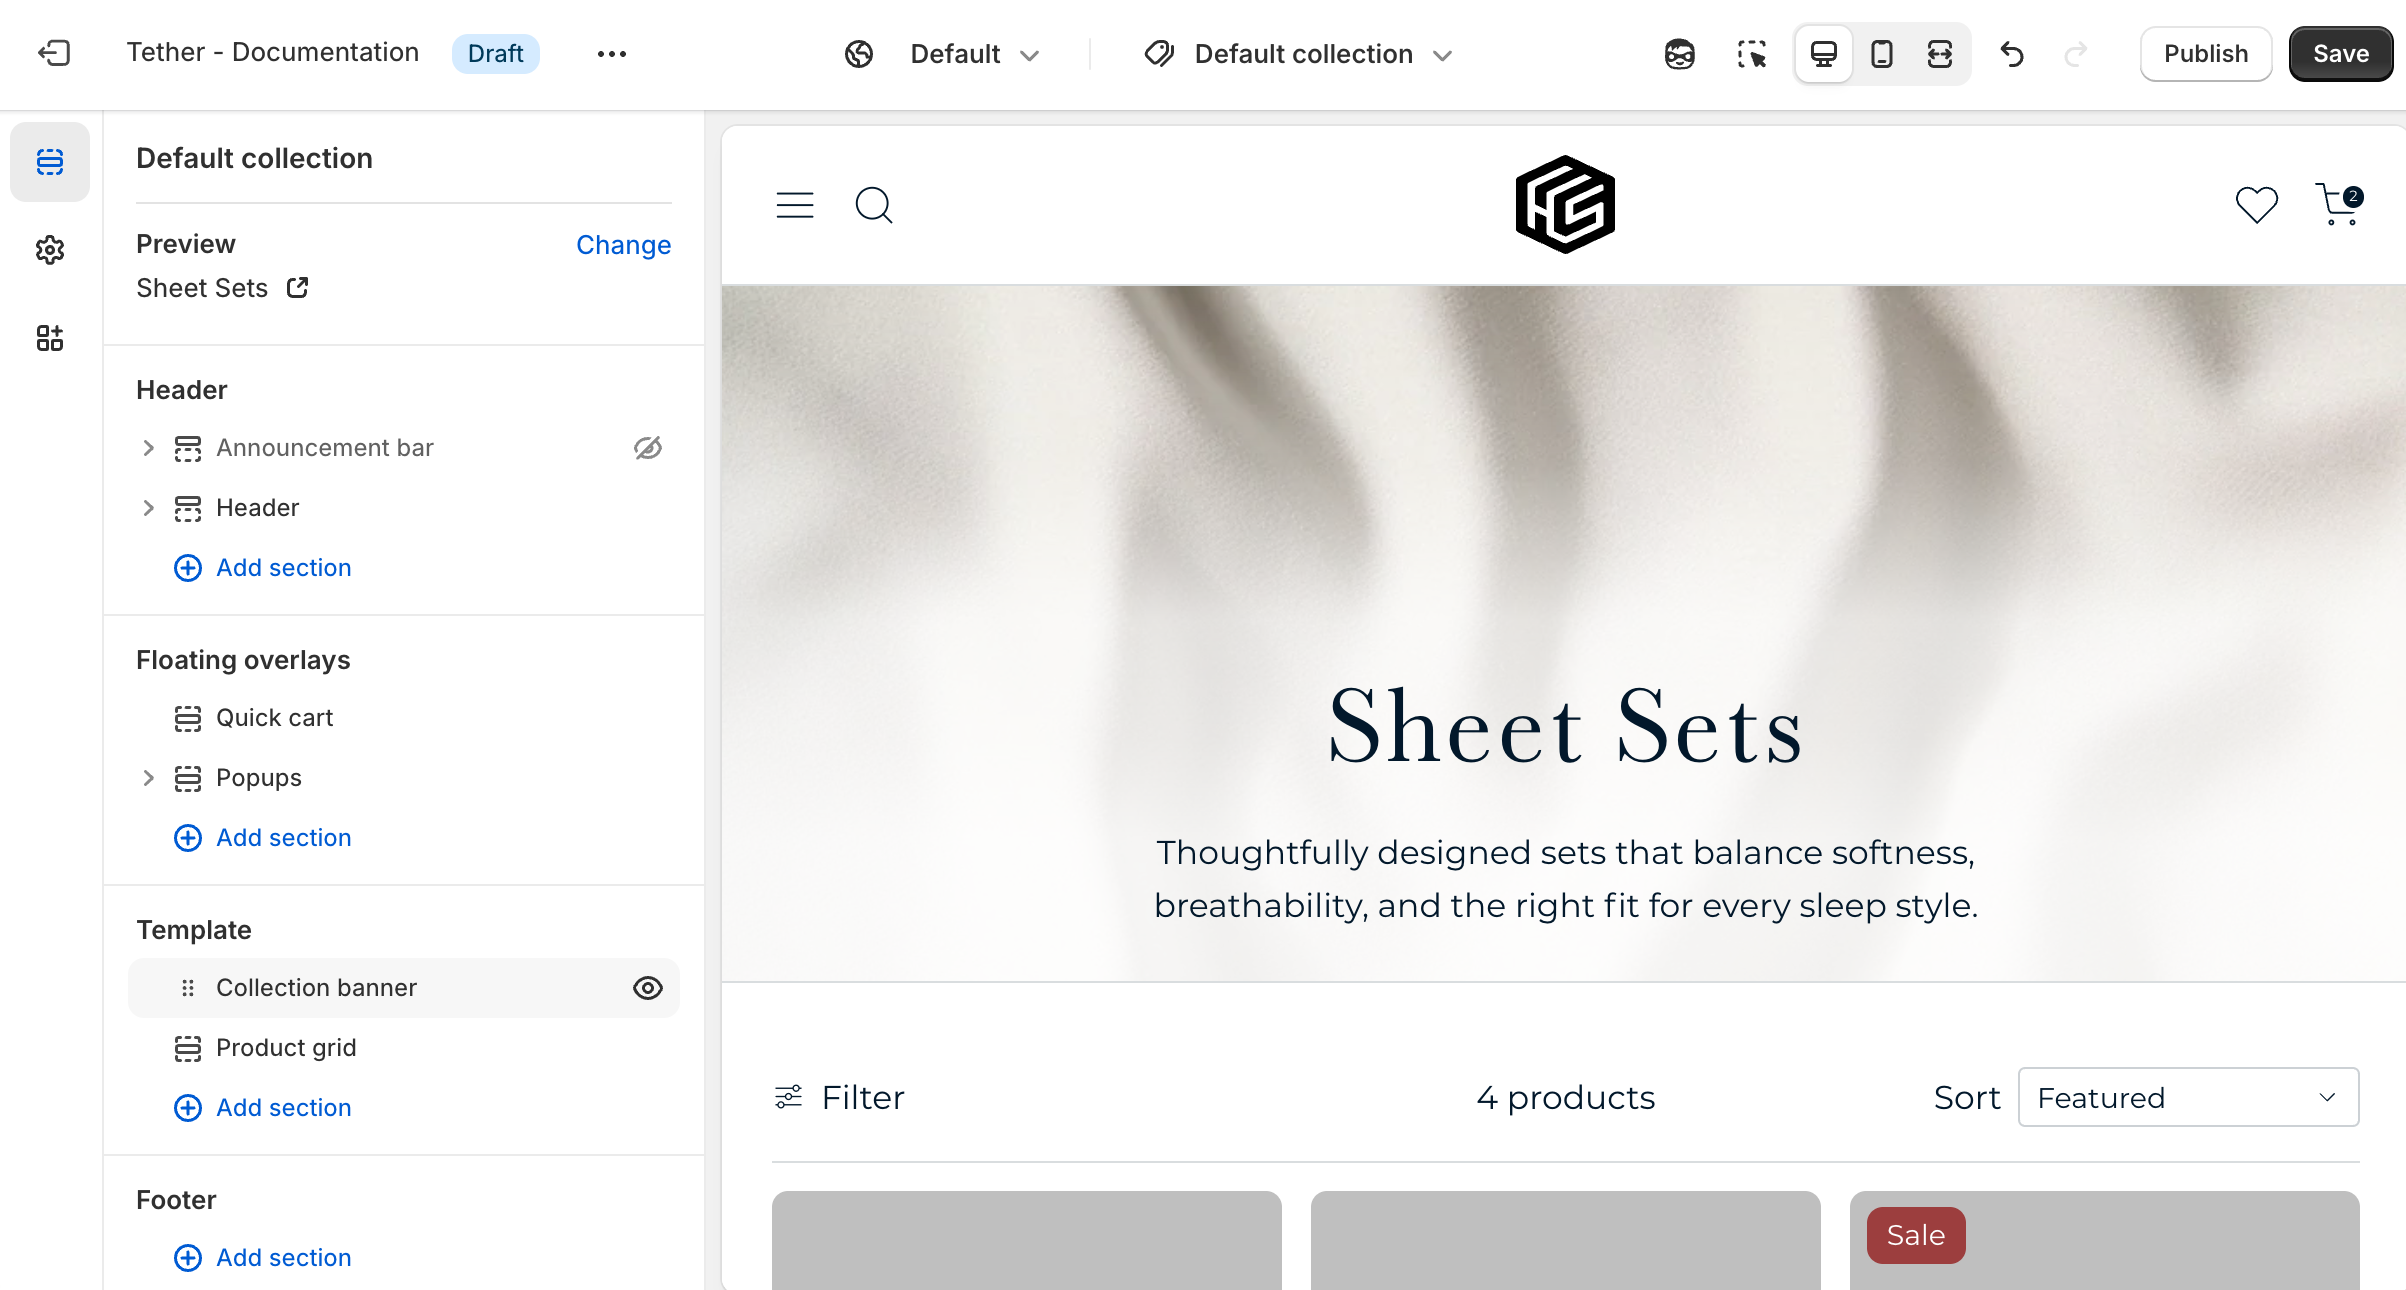 Tether - Documentation
Draft
Default
Default collection
Publish
Save
Default collection
Preview
Change
Sheet Sets
Header
Announcement bar
Header
Add section
Floating overlays
Quick cart
Popups
Add section
Template
Collection banner
Product grid
Add section
Footer
Add section
2
Sheet Sets
Thoughtfully designed sets that balance softness,
breathability, and the right fit for every sleep style.
Filter
4 products
Sort
Featured
Sale